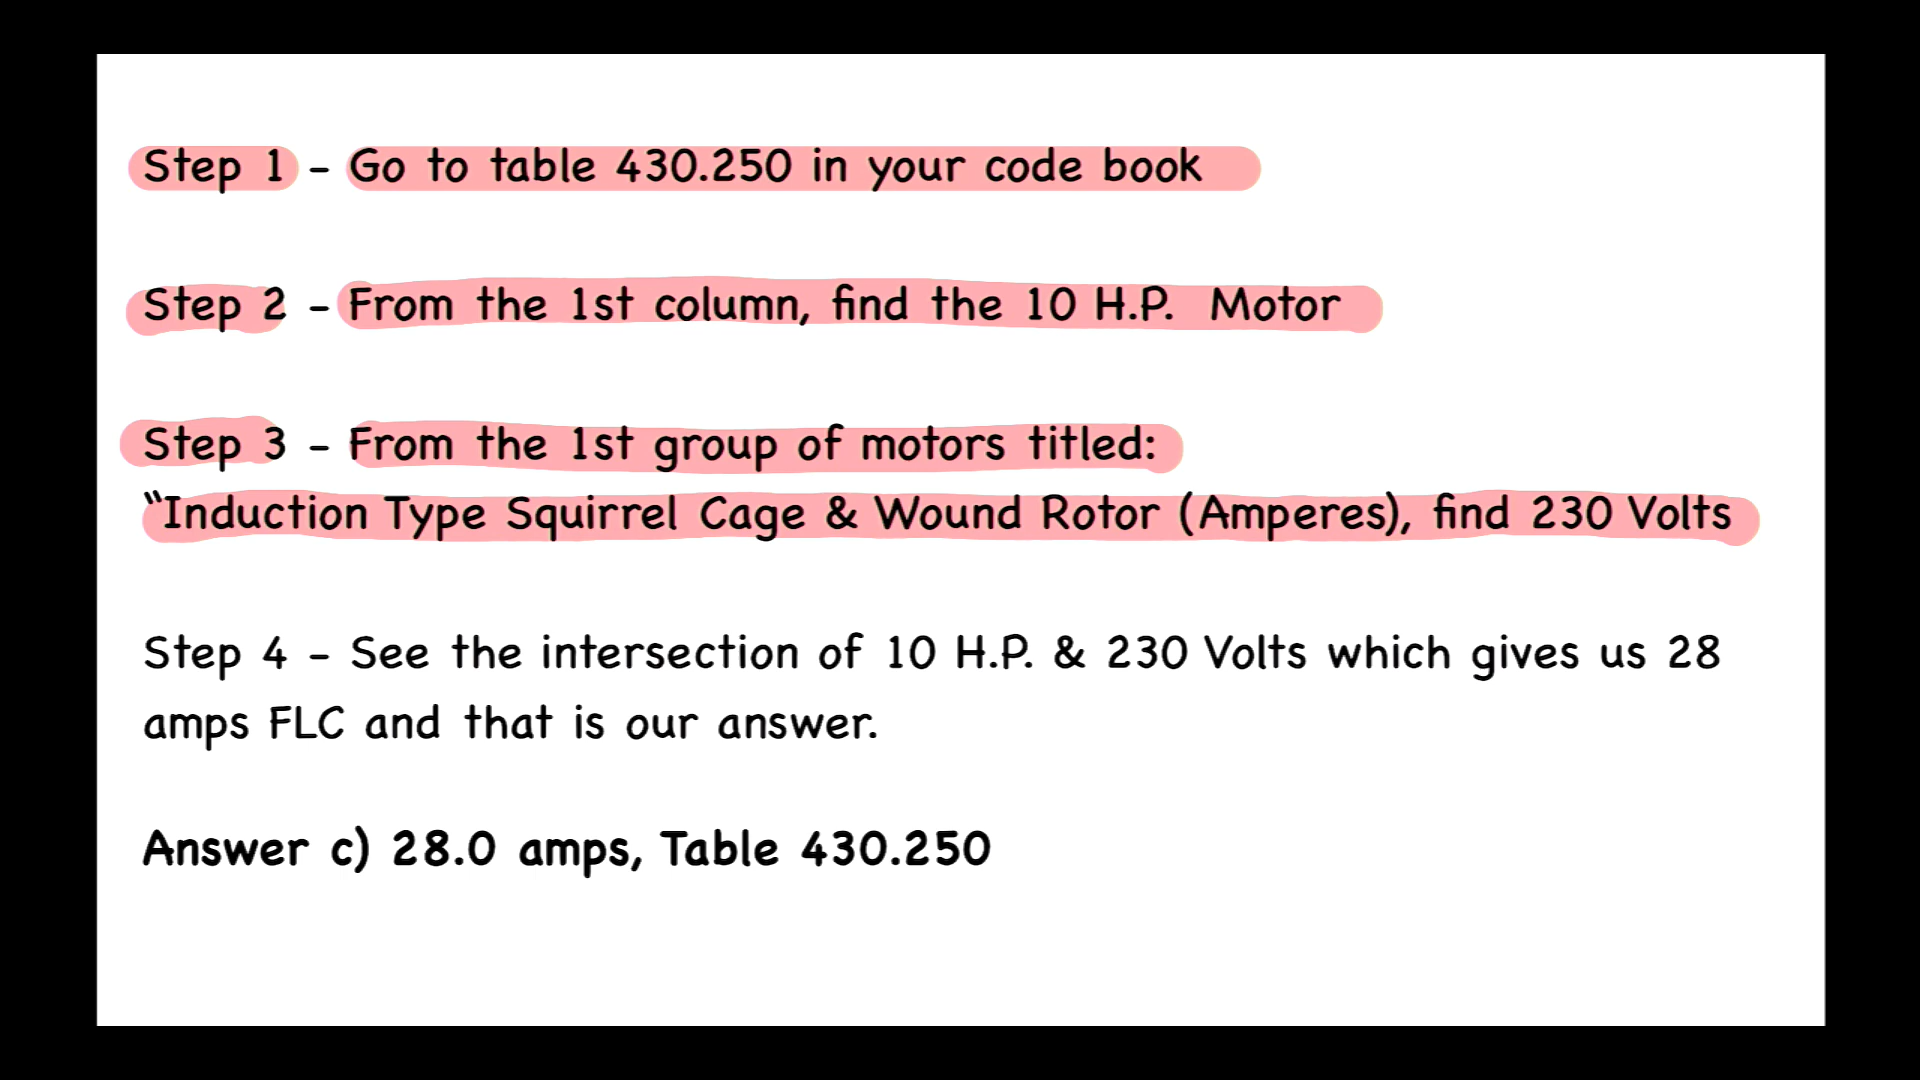 Step 1 - Go to table 430.250 in your code book
Step 2 - From the 1st column, find the 10 H.P. Motor
Step 3 - From the 1st group of motors titled:
“Induction Type Squirrel Cage & Wound Rotor (Amperes), find 230 Volts
Step 4 - See the intersection of 10 H.P. & 230 Volts which gives us 28
amps FLC and that is our answer.
Answer c) 28.0 amps, Table 430.250